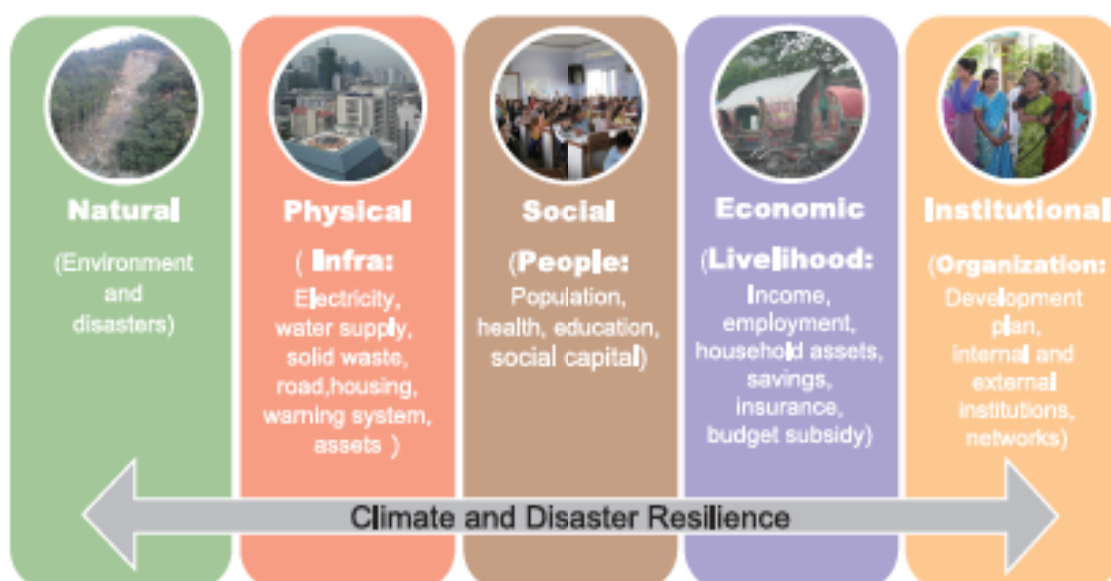 Natural
(Environment
and
disasters)
Physical
( Infra:
Electricity,
water supply,
solid waste,
road,housing,
warning system,
assets )
Social
(People:
Population,
health, education,
social capital)
Economic
(Livelihood:
Income,
employment,
household assets,
savings,
insurance,
budget subsidy)
Institutional
(Organization:
Development
plan,
internal and
external
institutions,
networks)
Climate and Disaster Resilience